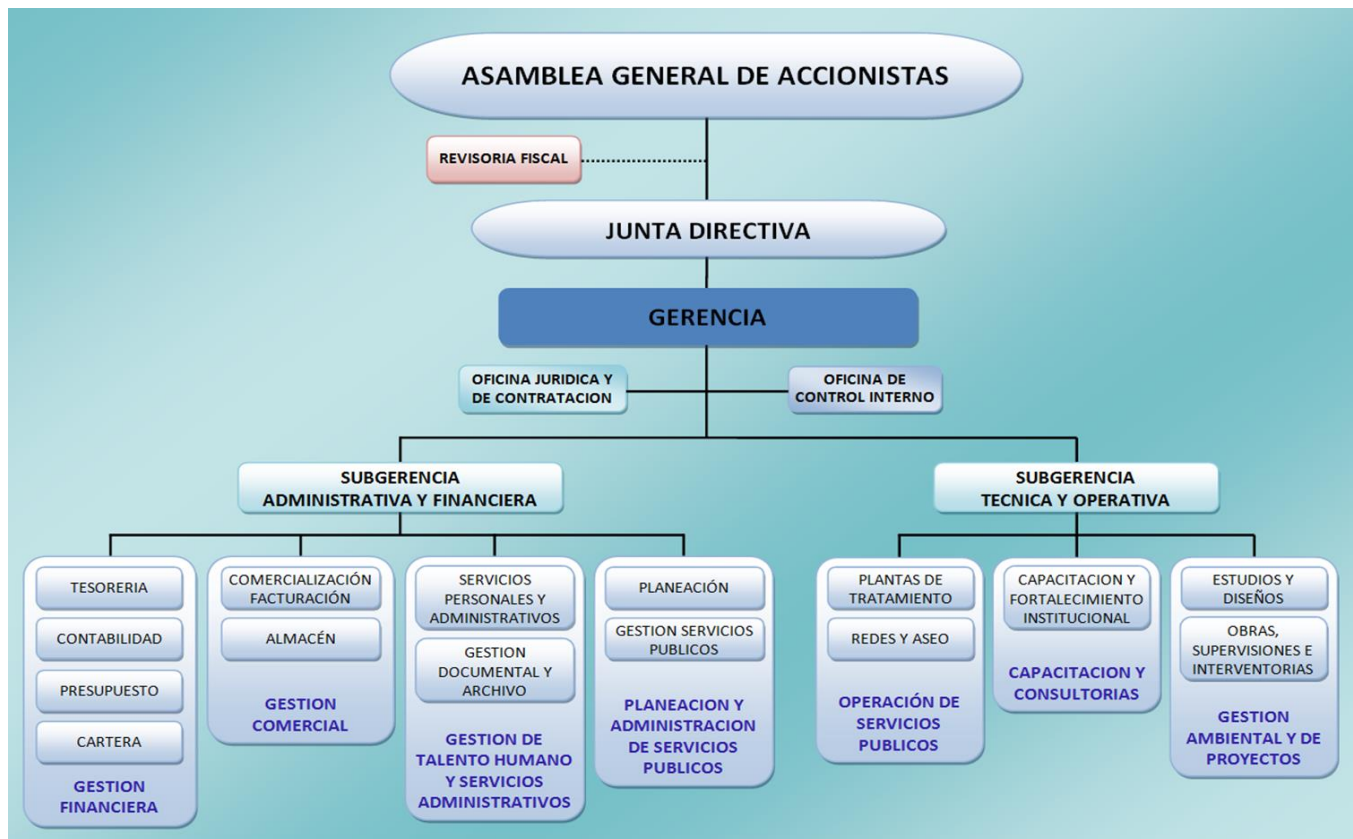 ASAMBLEA GENERAL DE ACCIONISTAS
REVISORIA FISCAL
JUNTA DIRECTIVA
GERENCIA
OFICINA JURIDICA Y
DE CONTRATACION
OFICINA DE
CONTROL INTERNO
SUBGERENCIA
ADMINISTRATIVA Y FINANCIERA
SUBGERENCIA
TECNICA Y OPERATIVA
TESORERIA
CONTABILIDAD
PRESUPUESTO
CARTERA
GESTION
FINANCIERA
COMERCIALIZACIÓN
FACTURACIÓN
ALMACÉN
GESTION
COMERCIAL
SERVICIOS
PERSONALES Y
ADMINISTRATIVOS
GESTION
DOCUMENTAL Y
ARCHIVO
GESTION DE
TALENTO HUMANO
Y SERVICIOS
ADMINISTRATIVOS
PLANEACIÓN
GESTION SERVICIOS
PUBLICOS
PLANEACION Y
ADMINISTRACION
DE SERVICIOS
PUBLICOS
PLANTAS DE
TRATAMIENTO
REDES Y ASEO
OPERACIÓN DE
SERVICIOS
PUBLICOS
CAPACITACION Y
FORTALECIMIENTO
INSTITUCIONAL
CAPACITACION Y
CONSULTORIAS
ESTUDIOS Y
DISEÑOS
OBRAS,
SUPERVISIONES E
INTERVENTORIAS
GESTION
AMBIENTAL Y DE
PROYECTOS